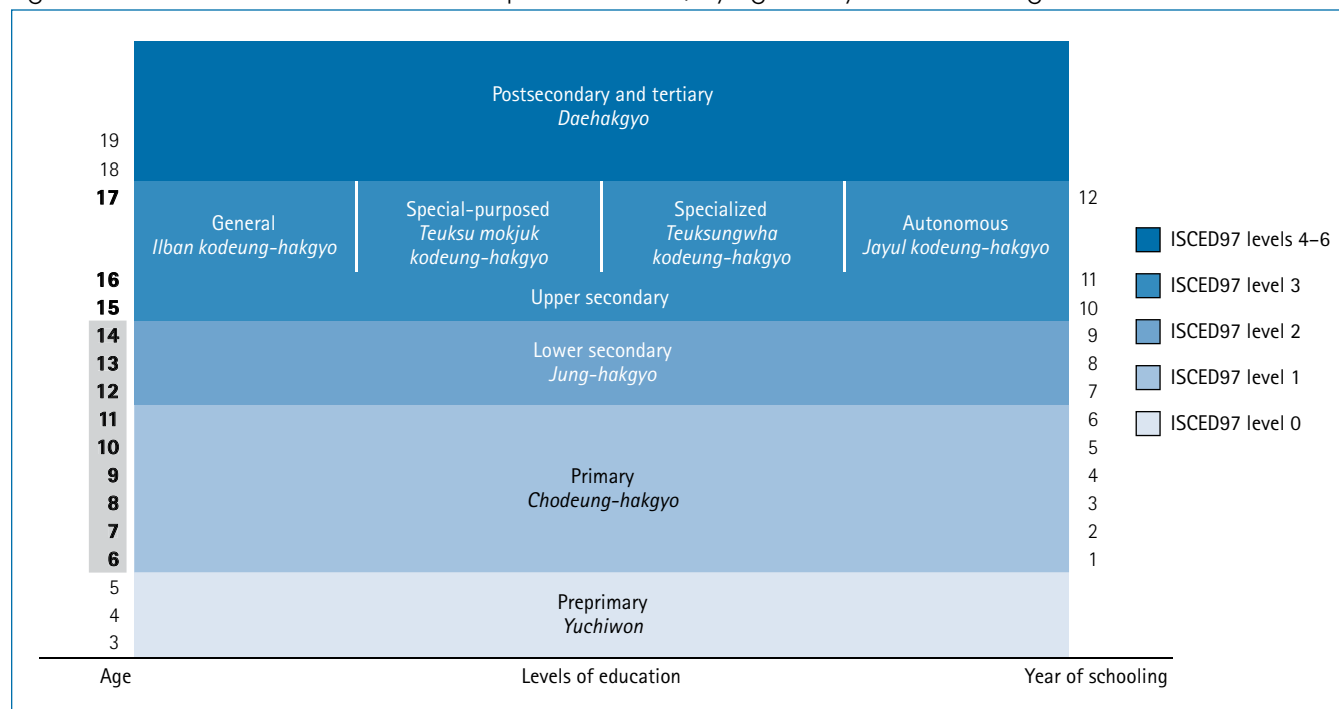 Postsecondary and tertiary
Daehakgyo
19
18
17
12
General
Ilban kodeung-hakgyo
Special-purposed
Teuksu mokjuk
kodeung-hakgyo
Specialized
Teuksungwha
kodeung-hakgyo
Autonomous
Jayul kodeung-hakgyo
16
11
Upper secondary
15
10
14
9
Lower secondary
Jung-hakgyo
13
8
12
7
11
6
10
5
9
4
Primary
Chodeung-hakgyo
8
3
7
2
6
1
5
Preprimary
Yuchiwon
4
3
Age
Levels of education
Year of schooling
ISCED97 levels 4–6
ISCED97 level 3
ISCED97 level 2
ISCED97 level 1
ISCED97 level 0